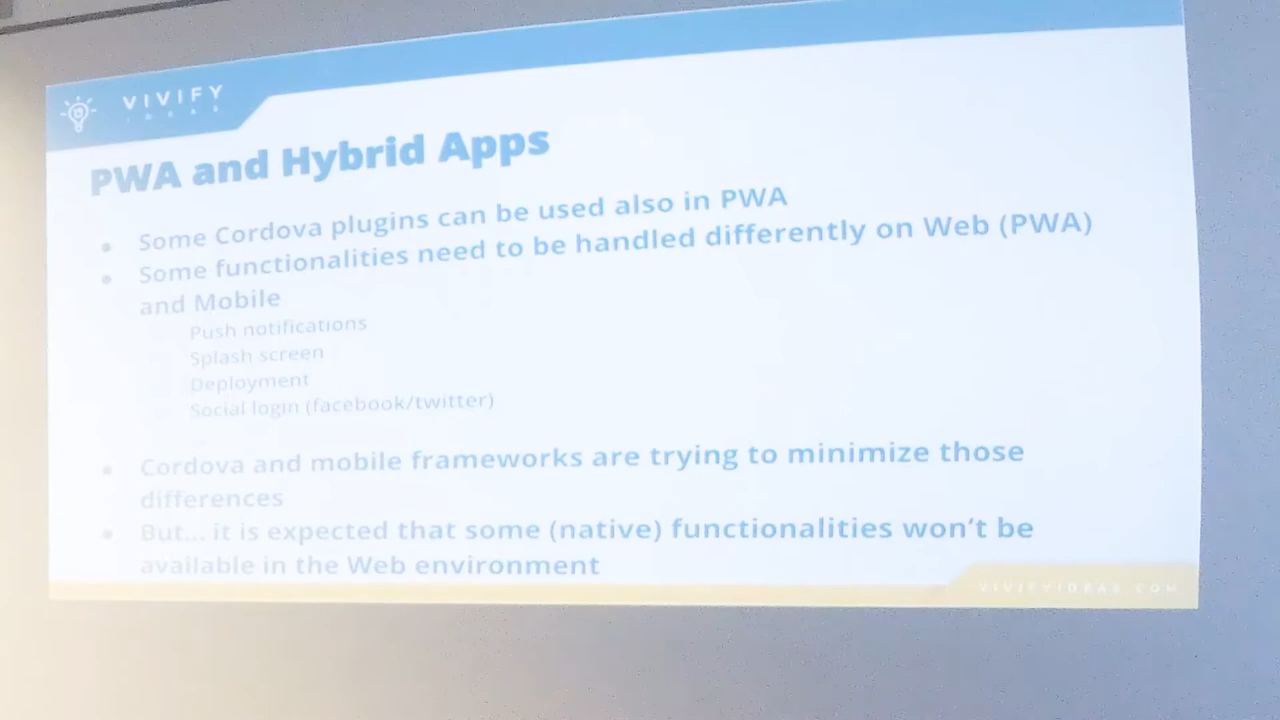 VIVIFY
IDEAS
PWA and Hybrid Apps
Some Cordova plugins can be used also in PWA
Some functionalities need to be handled differently on Web (PWA)
and Mobile
Push notifications
Splash screen
Deployment
Social login (facebook/twitter)
Cordova and mobile frameworks are trying to minimize those
differences
But... it is expected that some (native) functionalities won't be
available in the Web environment
VIVIFYIDEAS.COM